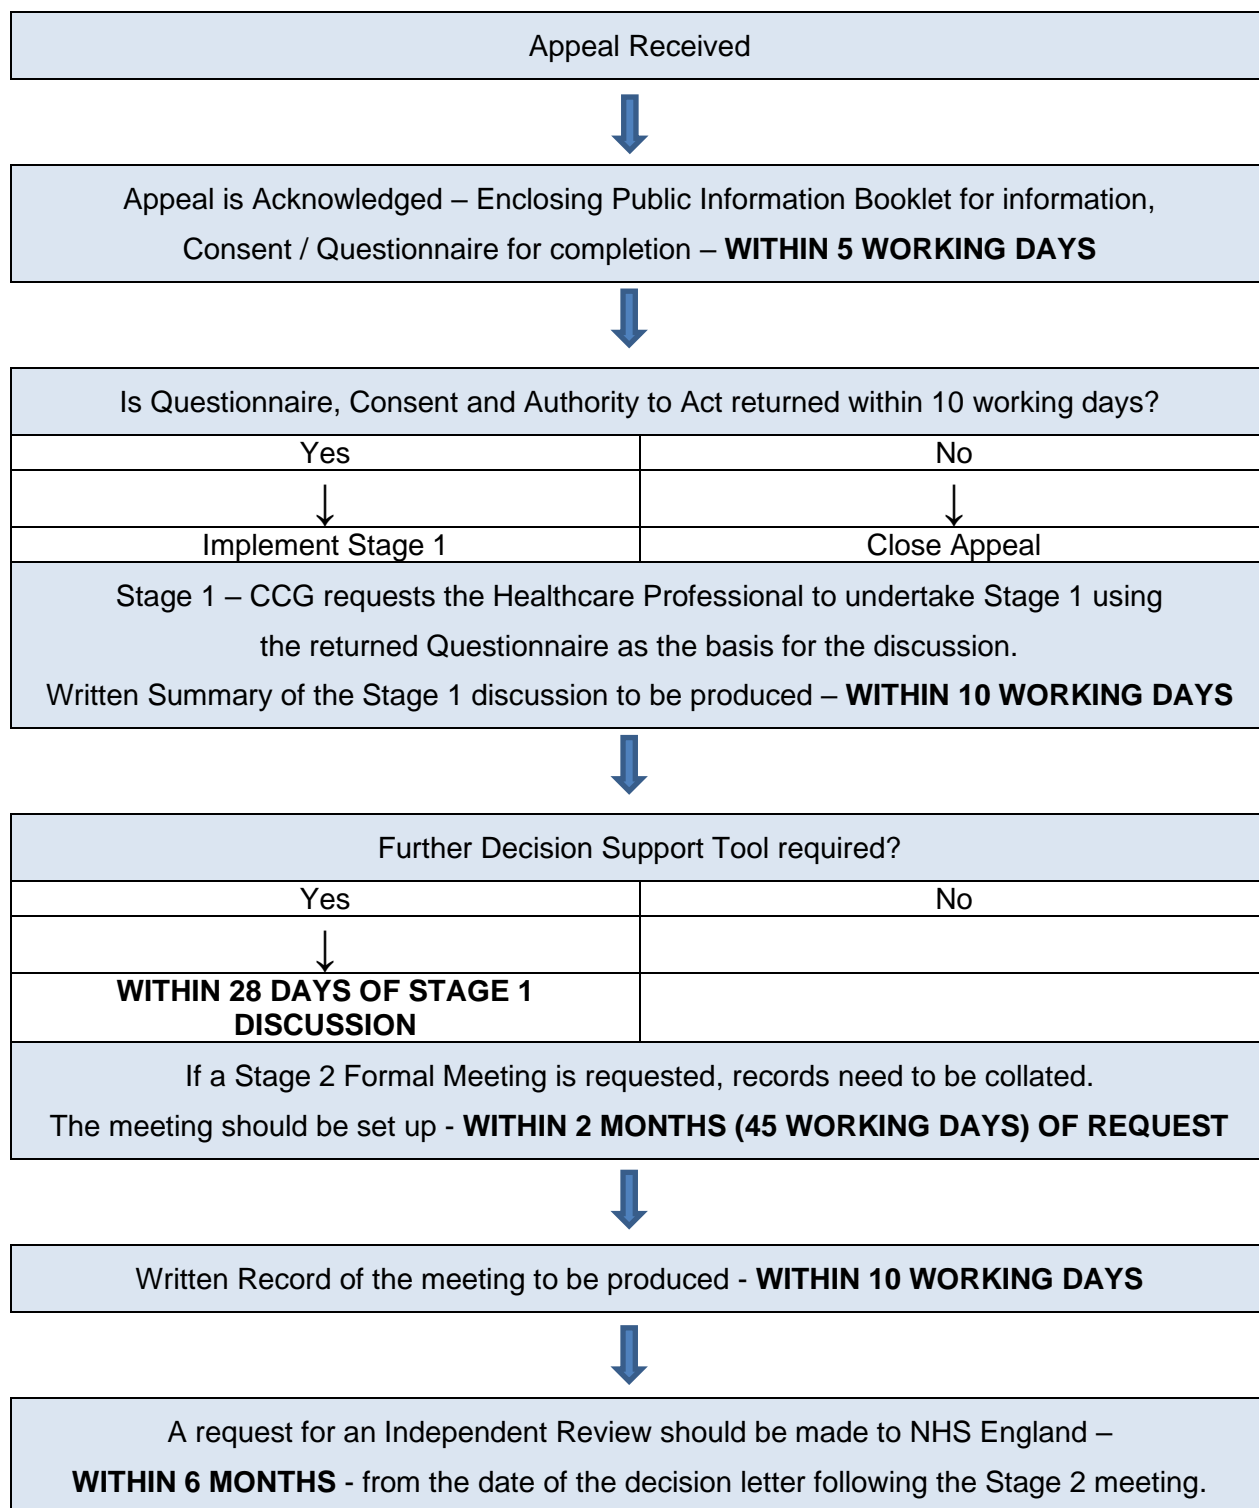 Appeal Received
Appeal is Acknowledged – Enclosing Public Information Booklet for information,
Consent / Questionnaire for completion – WITHIN 5 WORKING DAYS
Is Questionnaire, Consent and Authority to Act returned within 10 working days?
Yes
No
Implement Stage 1
Close Appeal
Stage 1 – CCG requests the Healthcare Professional to undertake Stage 1 using
the returned Questionnaire as the basis for the discussion.
Written Summary of the Stage 1 discussion to be produced – WITHIN 10 WORKING DAYS
Further Decision Support Tool required?
Yes
No
WITHIN 28 DAYS OF STAGE 1
DISCUSSION
If a Stage 2 Formal Meeting is requested, records need to be collated.
The meeting should be set up - WITHIN 2 MONTHS (45 WORKING DAYS) OF REQUEST
Written Record of the meeting to be produced - WITHIN 10 WORKING DAYS
A request for an Independent Review should be made to NHS England –
WITHIN 6 MONTHS - from the date of the decision letter following the Stage 2 meeting.